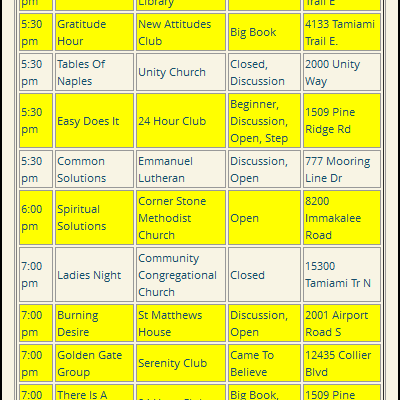 pm Library Trail E
5:30 Gratitude New Attitudes Big Book 4133 Tamiami
pm Hour Club Trail E.
5:30 Tables Of Unity Church Closed, 2000 Unity
pm Naples Discussion Way
5:30 pm Easy Does It 24 Hour Club Beginner, Discussion, Open, Step 1509 Pine Ridge Rd
5:30 Common Emmanuel Discussion, 777 Mooring
pm Solutions Lutheran Open Line Dr
6:00 pm Spiritual Solutions Corner Stone Methodist Church Open 8200 Immakalee Road
7:00 pm Ladies Night Community Congregational Church Closed 15300 Tamiami Tr N
7:00 Burning St Matthews Discussion, 2001 Airport
pm Desire House Open Road S
7:00 Golden Gate Serenity Club Came To 12435 Collier
pm Group Believe Blvd
7:00 There Is A Big Book, 1509 Pine